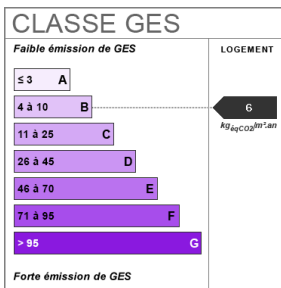 CLASSE GES
Faible émission de GES
LOGEMENT
≤ 3 A
4 à 10 B
6
kgéqCO2/m².an
11 à 25 C
26 à 45 D
46 à 70 E
71 à 95 F
> 95 G
Forte émission de GES